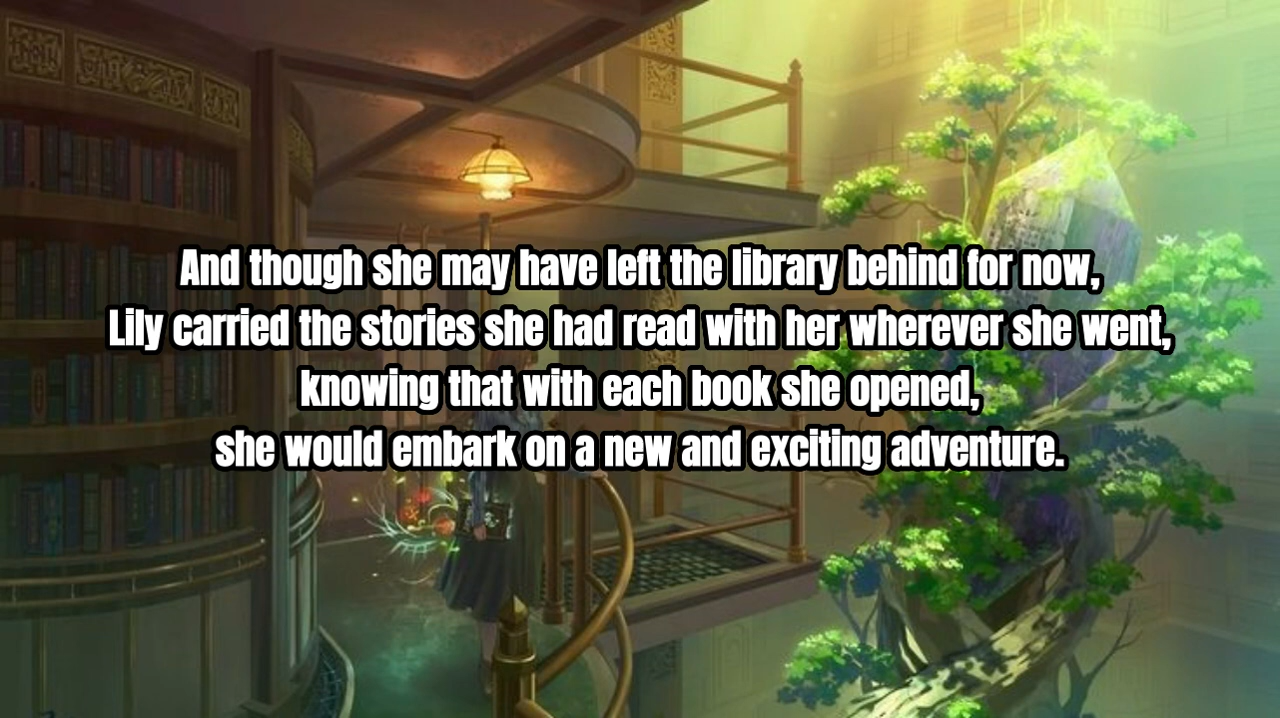 And though she may have left the library behind for now,
Lily carried the stories she had read with her wherever she went,
knowing that with each book she opened,
she would embark on a new and exciting adventure.